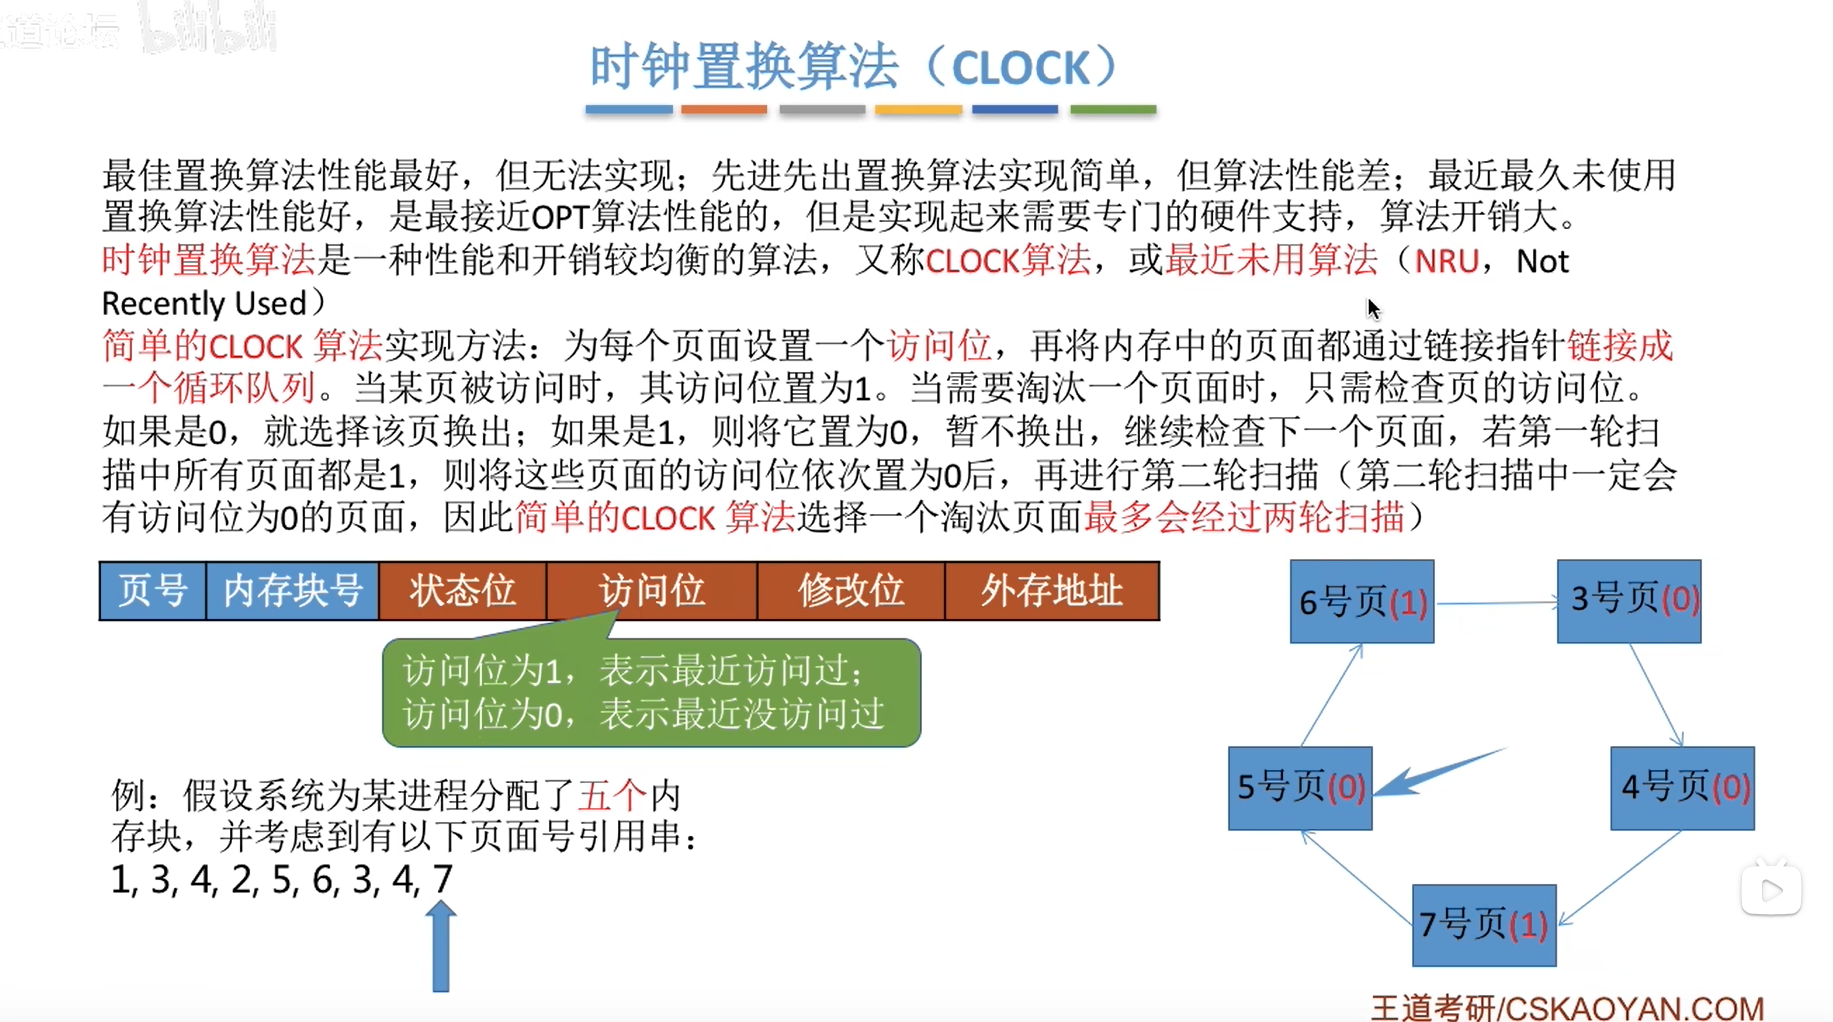 道论坛 bilibili
时钟置换算法（CLOCK）
最佳置换算法性能最好，但无法实现；先进先出置换算法实现简单，但算法性能差；最近最久未使用
置换算法性能好，是最接近OPT算法性能的，但是实现起来需要专门的硬件支持，算法开销大。
时钟置换算法是一种性能和开销较均衡的算法，又称CLOCK算法，或最近未用算法（NRU，Not
Recently Used）
简单的CLOCK 算法实现方法：为每个页面设置一个访问位，再将内存中的页面都通过链接指针链接成
一个循环队列。当某页被访问时，其访问位置为1。当需要淘汰一个页面时，只需检查页的访问位。
如果是0，就选择该页换出；如果是1，则将它置为0，暂不换出，继续检查下一个页面，若第一轮扫
描中所有页面都是1，则将这些页面的访问位依次置为0后，再进行第二轮扫描（第二轮扫描中一定会
有访问位为0的页面，因此简单的CLOCK 算法选择一个淘汰页面最多会经过两轮扫描）
页号 内存块号 状态位 访问位 修改位 外存地址
访问位为1，表示最近访问过；
访问位为0，表示最近没访问过
例：假设系统为某进程分配了五个内
存块，并考虑到有以下页面号引用串：
1, 3, 4, 2, 5, 6, 3, 4, 7
6号页(1)
3号页(0)
5号页(0)
4号页(0)
7号页(1)
王道考研/CSKAOYAN.COM